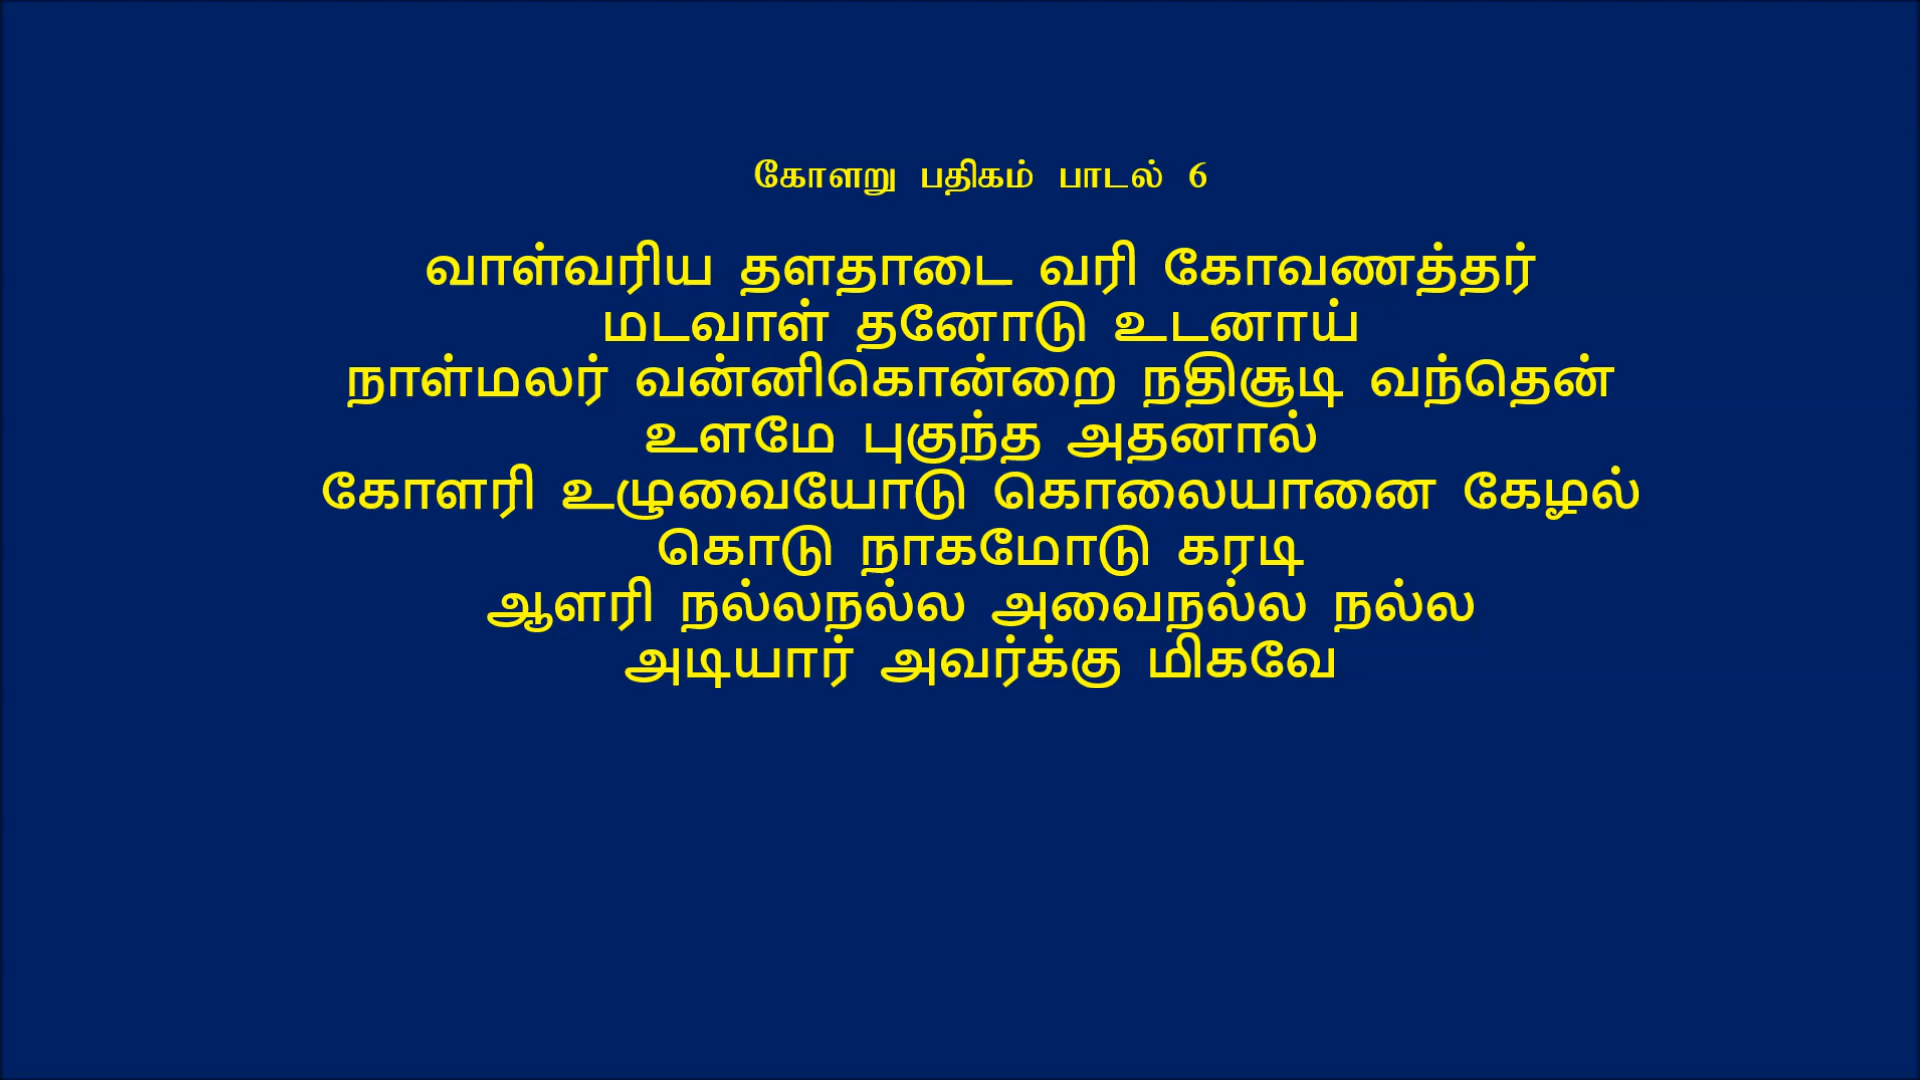 கோளறு பதிகம் பாடல் 6
வாள்வரிய தளதாடை வரி கோவணத்தர்
மடவாள் தனோடு உடனாய்
நாள்மலர் வன்னிகொன்றை நதிசூடி வந்தென்
உளமே புகுந்த அதனால்
கோளரி உழுவையோடு கொலையானை கேழல்
கொடு நாகமோடு கரடி
ஆளரி நல்லநல்ல அவைநல்ல நல்ல
அடியார் அவர்க்கு மிகவே